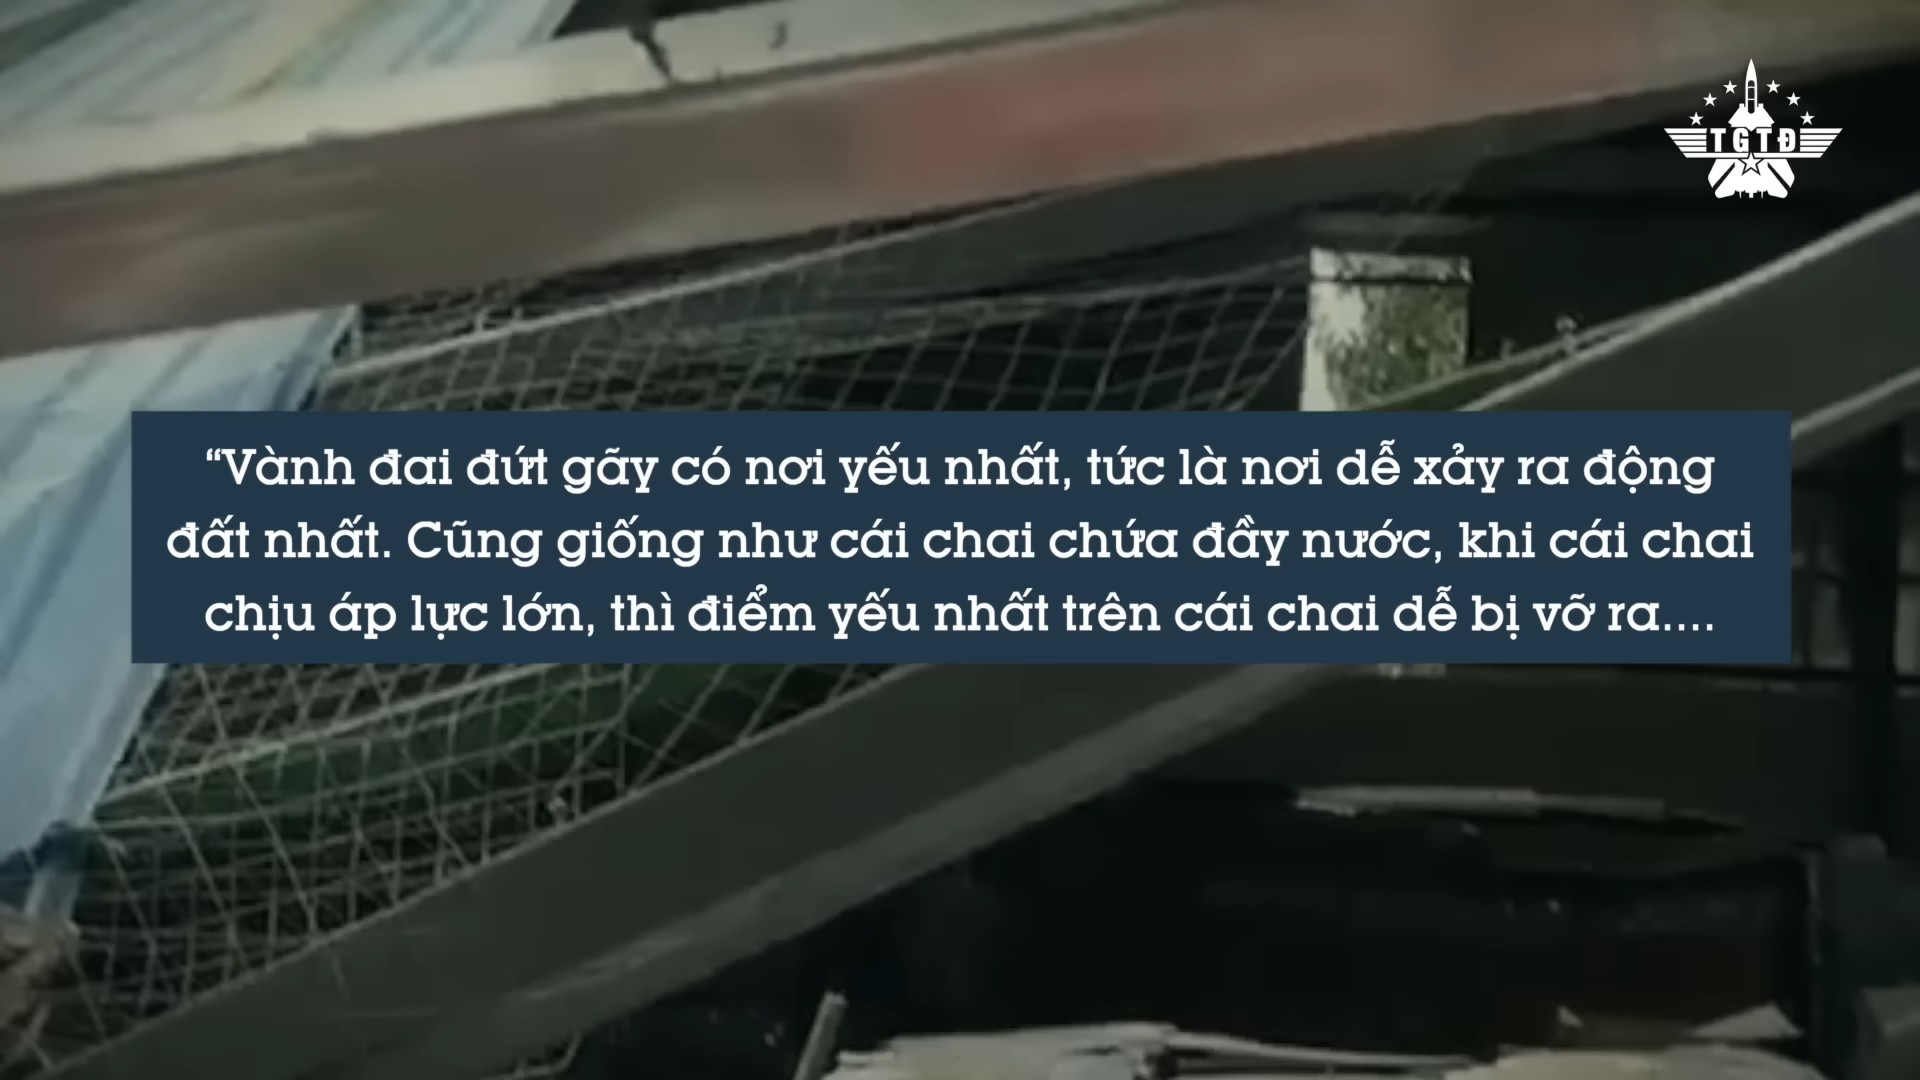 TGTĐ
“Vành đai đứt gãy có nơi yếu nhất, tức là nơi dễ xảy ra động
đất nhất. Cũng giống như cái chai chứa đầy nước, khi cái chai
chịu áp lực lớn, thì điểm yếu nhất trên cái chai dễ bị vỡ ra....